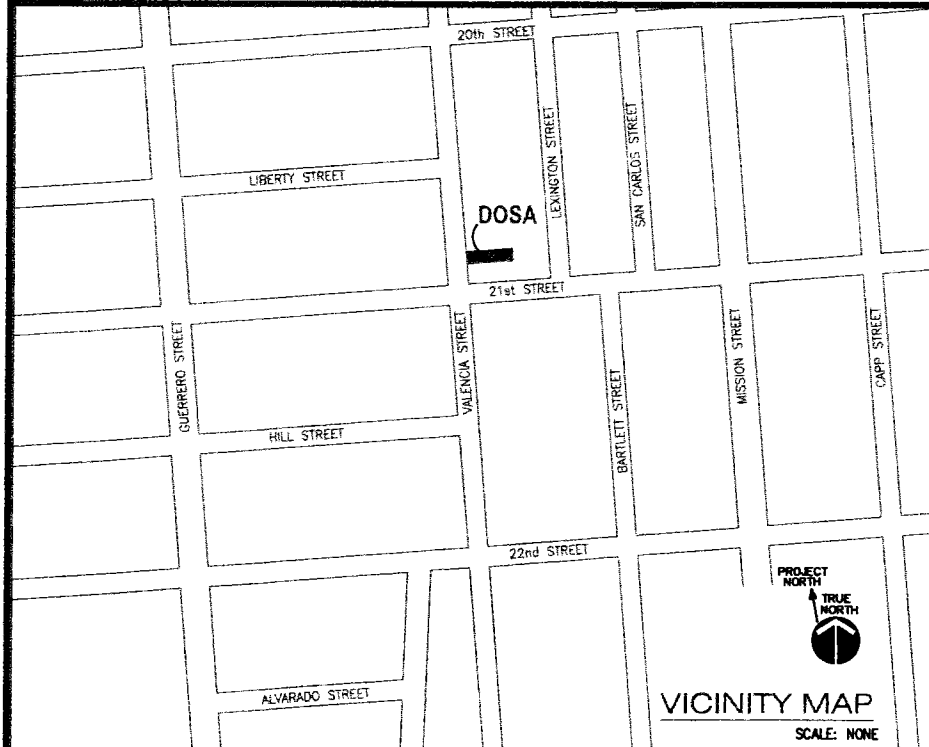 20th STREET
LEXINGTON STREET
SAN CARLOS STREET
LIBERTY STREET
DOSA
21st STREET
GUERRERO STREET
VALENCIA STREET
MISSION STREET
CAPP STREET
BARTLETT STREET
HILL STREET
22nd STREET
PROJECT
NORTH
TRUE
NORTH
ALVARADO STREET
VICINITY MAP
SCALE: NONE